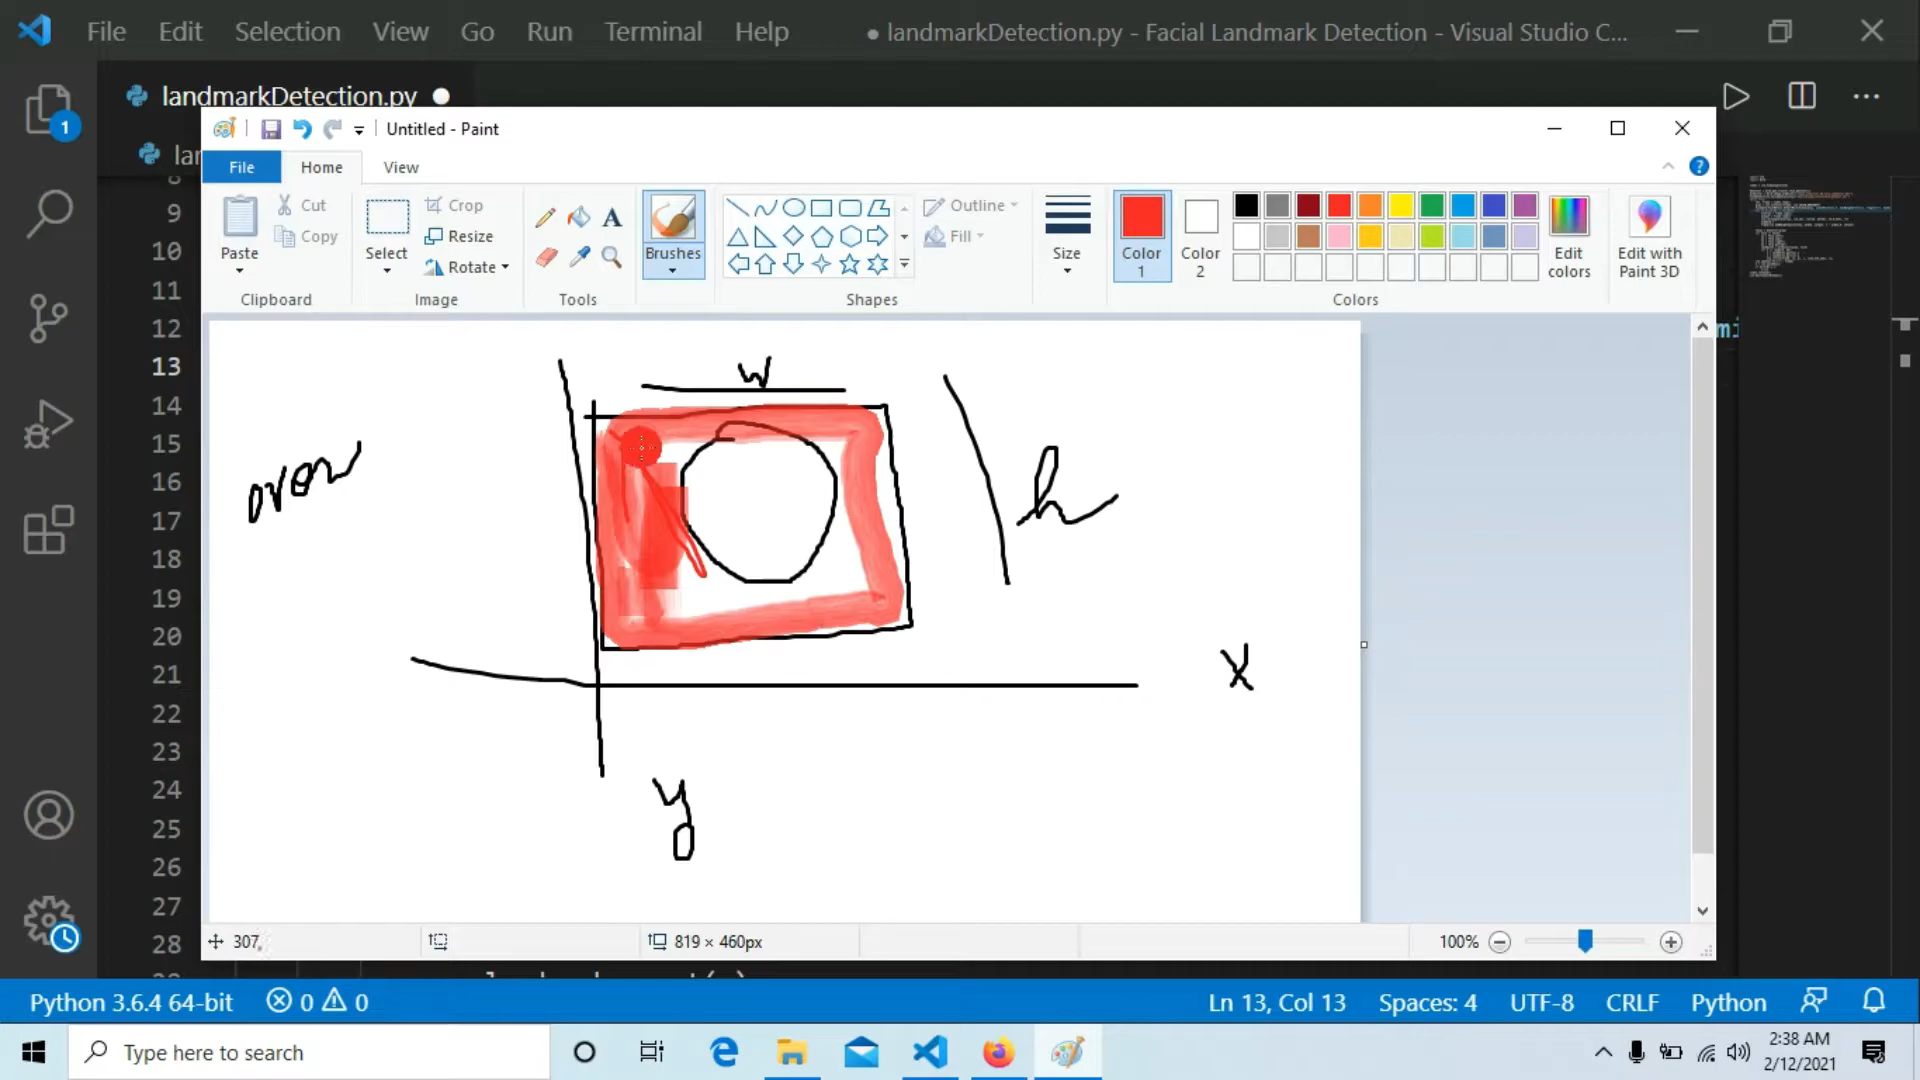 File Edit Selection View Go Run Terminal Help
● landmarkDetection.py - Facial Landmark Detection - Visual Studio C...
landmarkDetection.py ●
1
lan
Untitled - Paint
File Home View
Paste
Cut
Copy
Clipboard
Select
Crop
Resize
Rotate
Image
A
Tools
Brushes
Shapes
Outline
Fill
Size
Color 1
Color 2
Colors
Edit colors
Edit with Paint 3D
8
9
10
11
12
13
14
15
16
17
18
19
20
21
22
23
24
25
26
27
28
w
h
x
y
307,
819 × 460px
100%
Python 3.6.4 64-bit 0 0
Ln 13, Col 13 Spaces: 4 UTF-8 CRLF Python
Type here to search
2:38 AM
2/12/2021